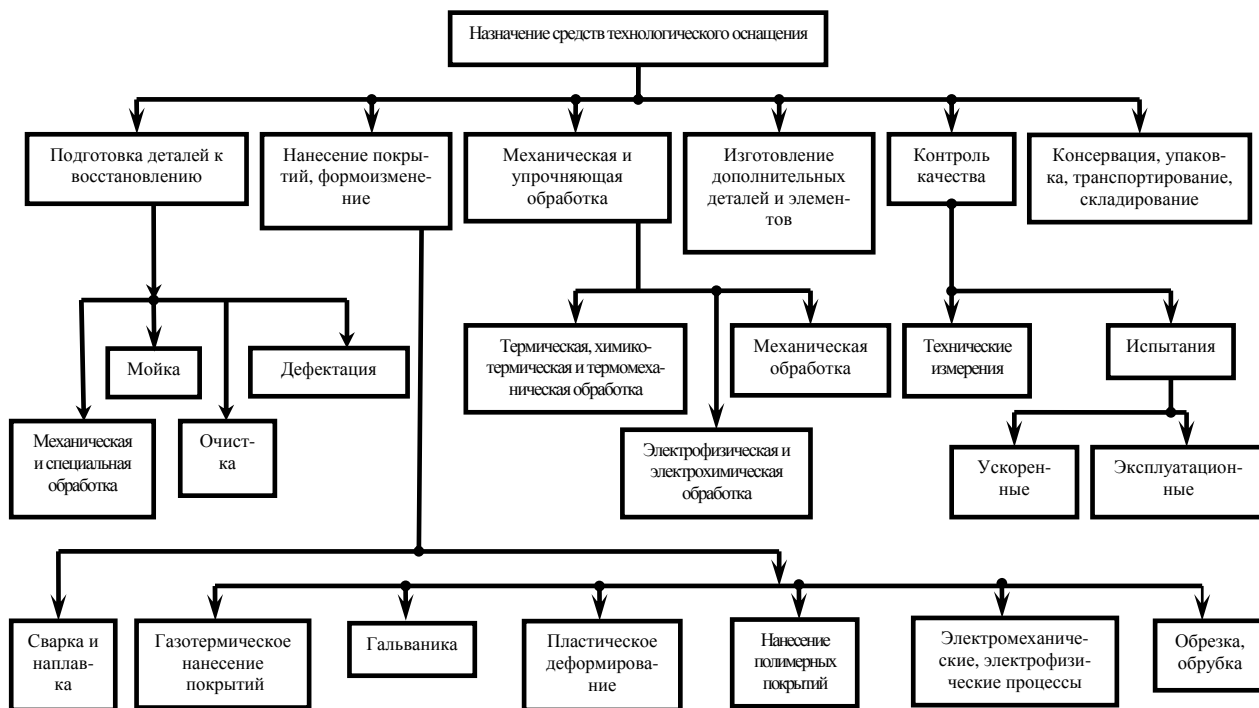 Назначение средств технологического оснащения
Подготовка деталей к
восстановлению
Нанесение покры-
тий, формоизмене-
ние
Механическая и
упрочняющая
обработка
Изготовление
дополнительных
деталей и элемен-
тов
Контроль
качества
Консервация, упаков-
ка, транспортирование,
складирование
Мойка
Дефектация
Механическая
и специальная
обработка
Очист-
ка
Термическая, химико-
термическая и термомеха-
ническая обработка
Механическая
обработка
Электрофизическая и
электрохимическая
обработка
Технические
измерения
Испытания
Ускорен-
ные
Эксплуатацион-
ные
Сварка и
наплав-
ка
Газотермическое
нанесение
покрытий
Гальваника
Пластическое
деформирова-
ние
Нанесение
полимерных
покрытий
Электромеханиче-
ские, электрофизи-
ческие процессы
Обрезка,
обрубка